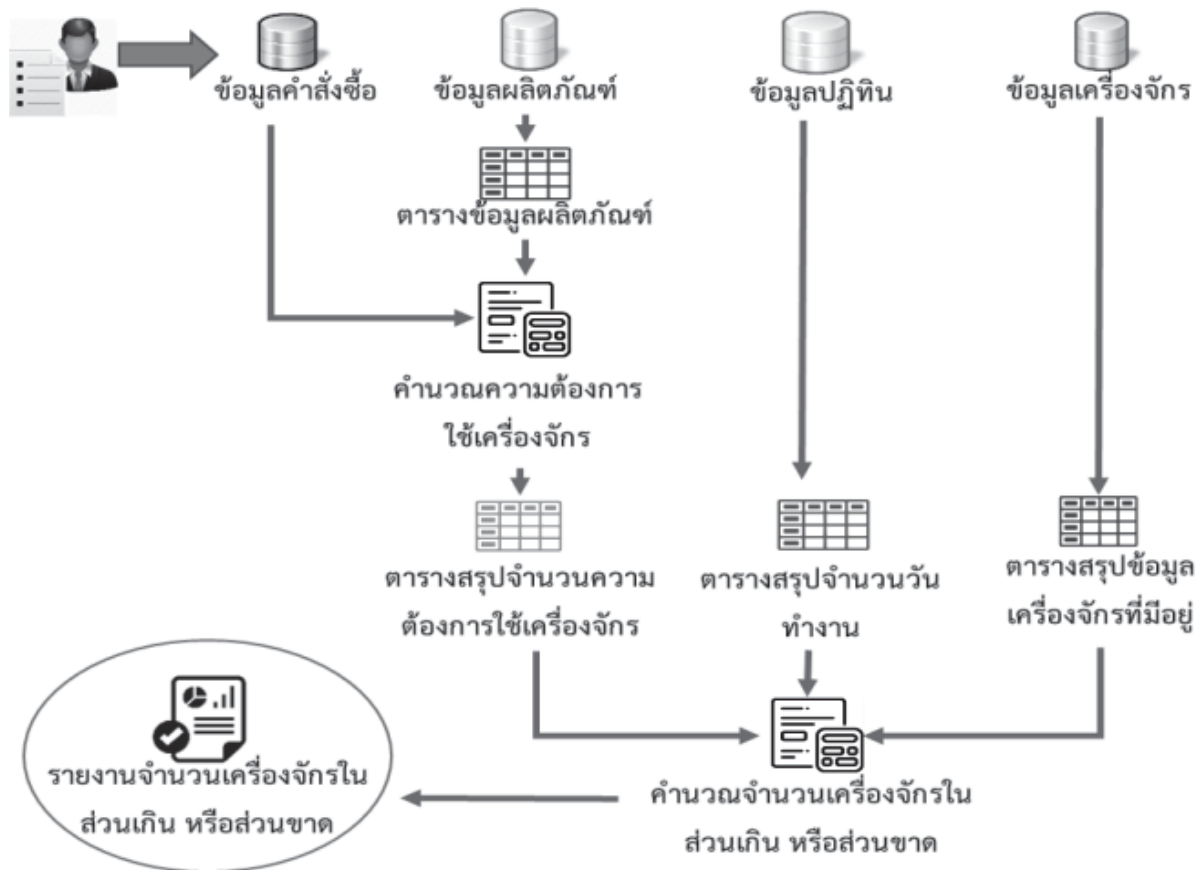 ข้อมูลคำสั่งซื้อ
ข้อมูลผลิตภัณฑ์
ข้อมูลปฏิทิน
ข้อมูลเครื่องจักร
ตารางข้อมูลผลิตภัณฑ์
คำนวณความต้องการ
ใช้เครื่องจักร
ตารางสรุปจำนวนความ
ต้องการใช้เครื่องจักร
ตารางสรุปจำนวนวัน
ทำงาน
ตารางสรุปข้อมูล
เครื่องจักรที่มีอยู่
คำนวณจำนวนเครื่องจักรใน
ส่วนเกิน หรือส่วนขาด
รายงานจำนวนเครื่องจักรใน
ส่วนเกิน หรือส่วนขาด